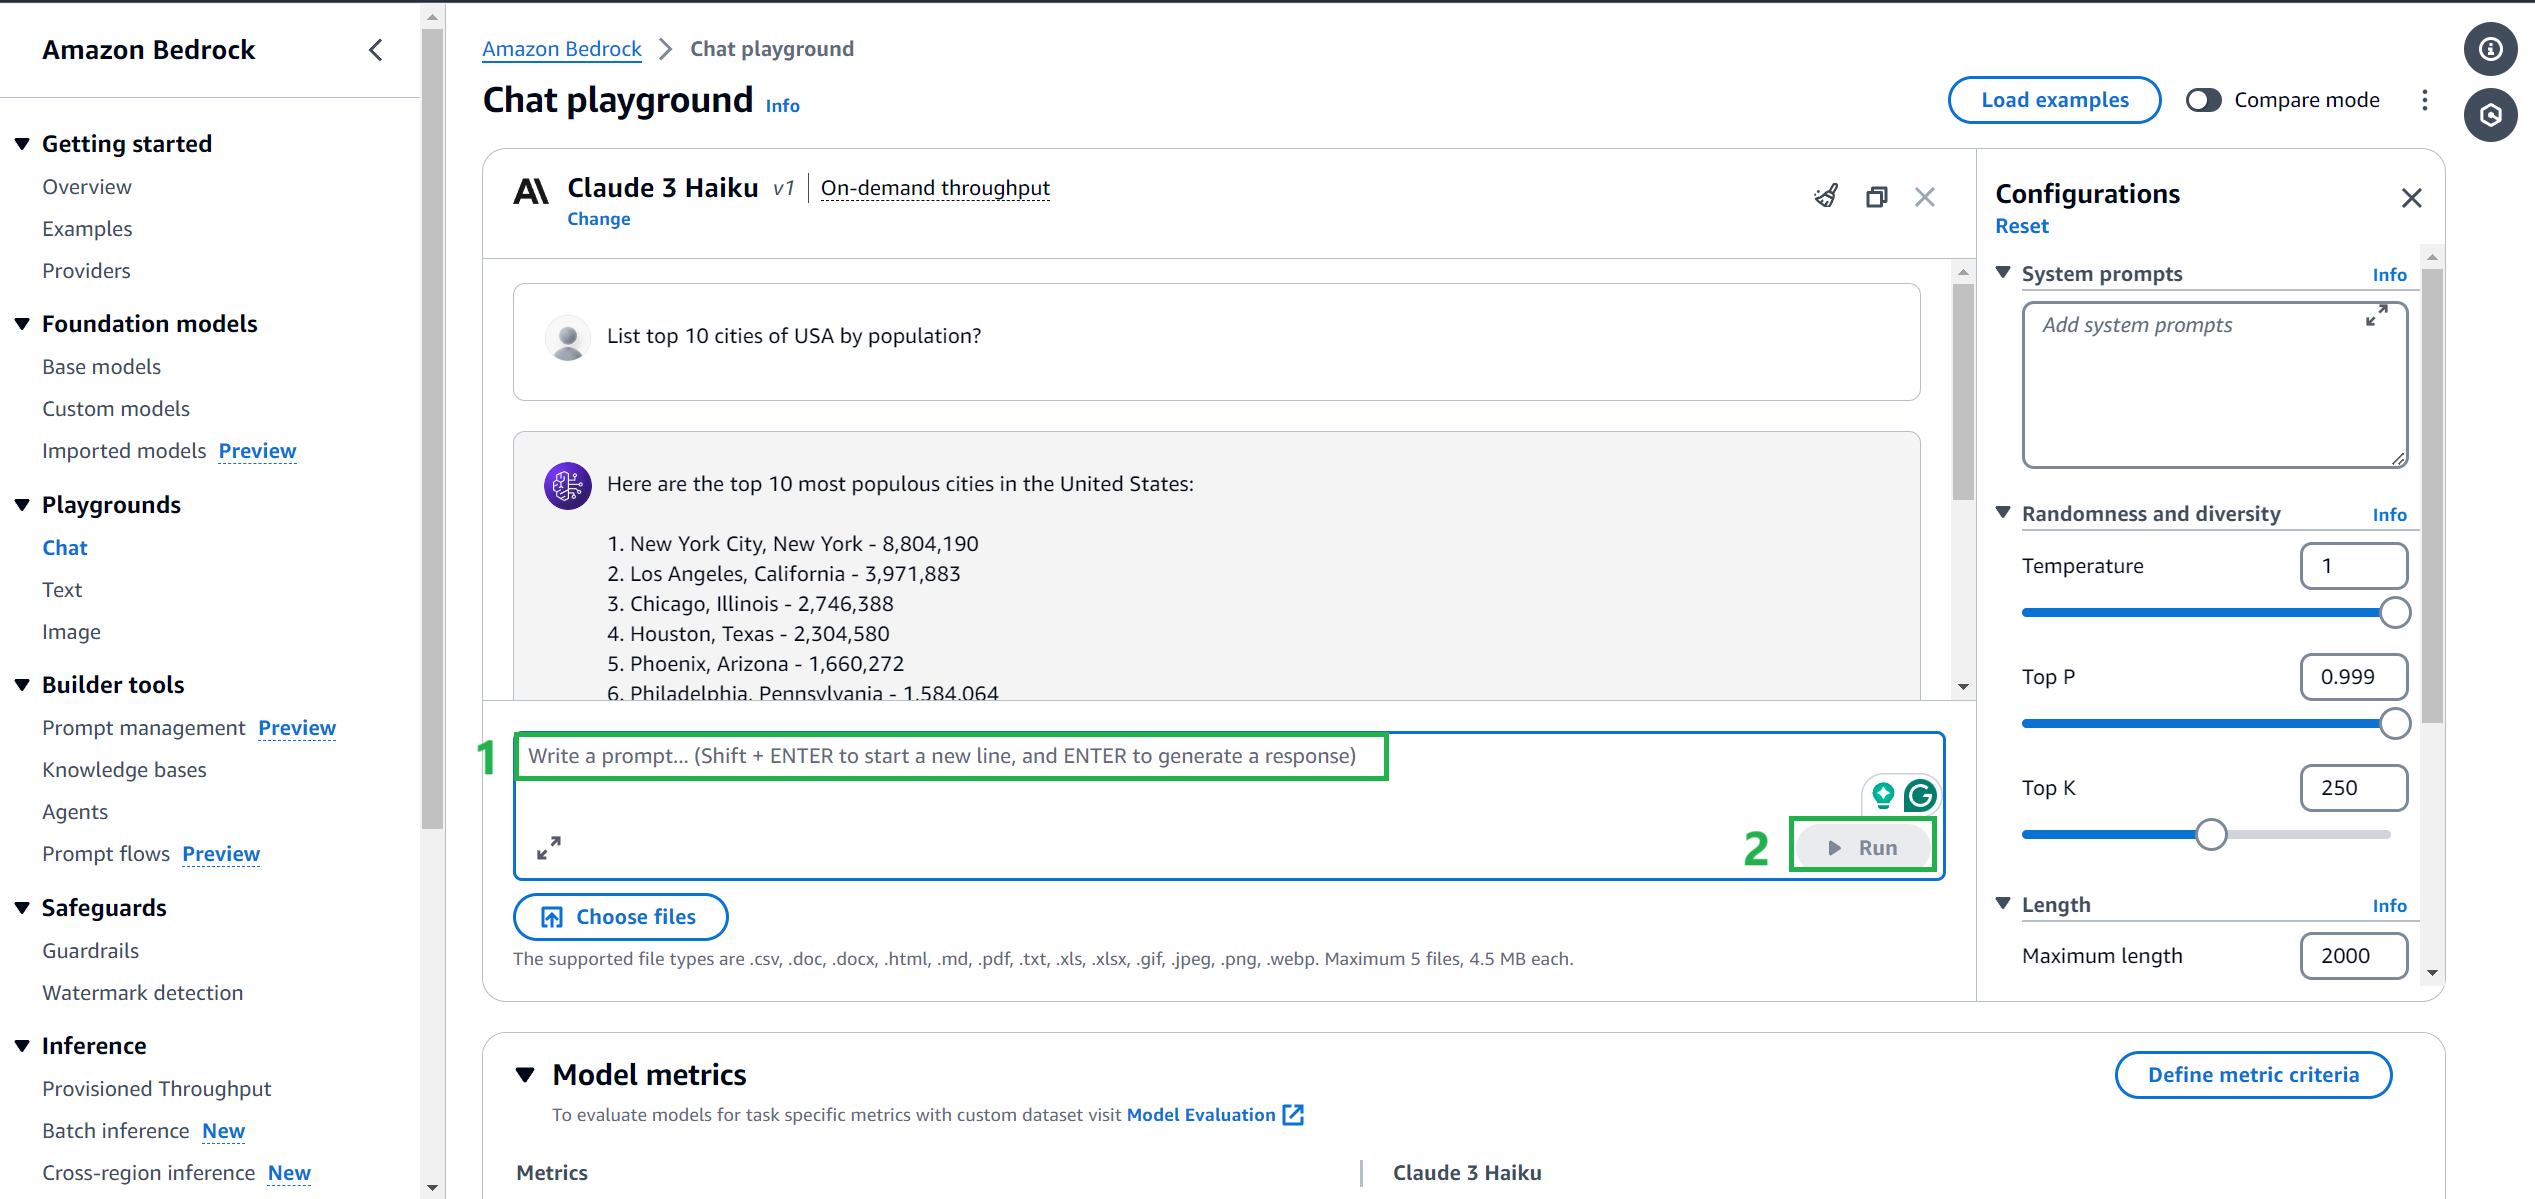 Amazon Bedrock
Getting started
Overview
Examples
Providers
Foundation models
Base models
Custom models
Imported models Preview
Playgrounds
Chat
Text
Image
Builder tools
Prompt management Preview
Knowledge bases
Agents
Prompt flows Preview
Safeguards
Guardrails
Watermark detection
Inference
Provisioned Throughput
Batch inference New
Cross-region inference New
Amazon Bedrock > Chat playground
Chat playground Info
Load examples
Compare mode
Claude 3 Haiku v1 On-demand throughput
Change
List top 10 cities of USA by population?
Here are the top 10 most populous cities in the United States:
1. New York City, New York - 8,804,190
2. Los Angeles, California - 3,971,883
3. Chicago, Illinois - 2,746,388
4. Houston, Texas - 2,304,580
5. Phoenix, Arizona - 1,660,272
6. Philadelphia, Pennsylvania - 1,584,064
1
Write a prompt... (Shift + ENTER to start a new line, and ENTER to generate a response)
2
Run
Choose files
The supported file types are .csv, .doc, .docx, .html, .md, .pdf, .txt, .xls, .xlsx, .gif, .jpeg, .png, .webp. Maximum 5 files, 4.5 MB each.
Configurations
Reset
System prompts Info
Add system prompts
Randomness and diversity Info
Temperature 1
Top P 0.999
Top K 250
Length Info
Maximum length 2000
Model metrics
Define metric criteria
To evaluate models for task specific metrics with custom dataset visit Model Evaluation
Metrics Claude 3 Haiku